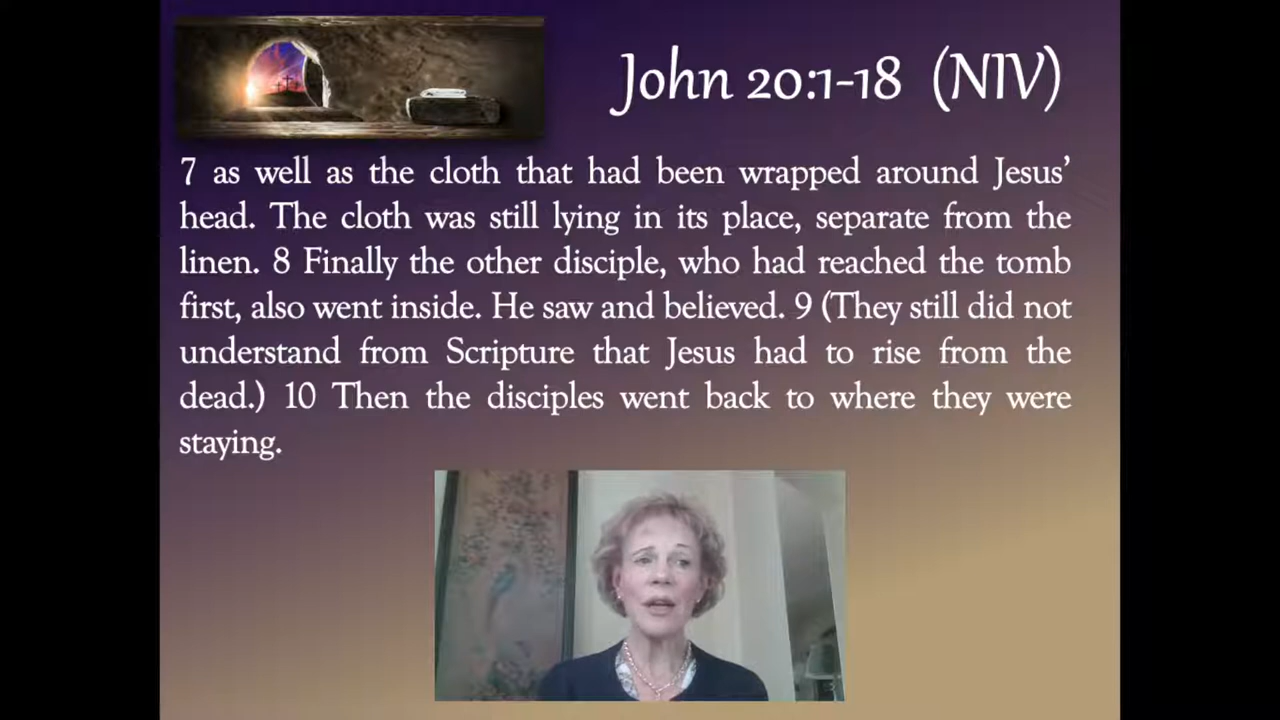 John 20:1-18 (NIV)
7 as well as the cloth that had been wrapped around Jesus’
head. The cloth was still lying in its place, separate from the
linen. 8 Finally the other disciple, who had reached the tomb
first, also went inside. He saw and believed. 9 (They still did not
understand from Scripture that Jesus had to rise from the
dead.) 10 Then the disciples went back to where they were
staying.